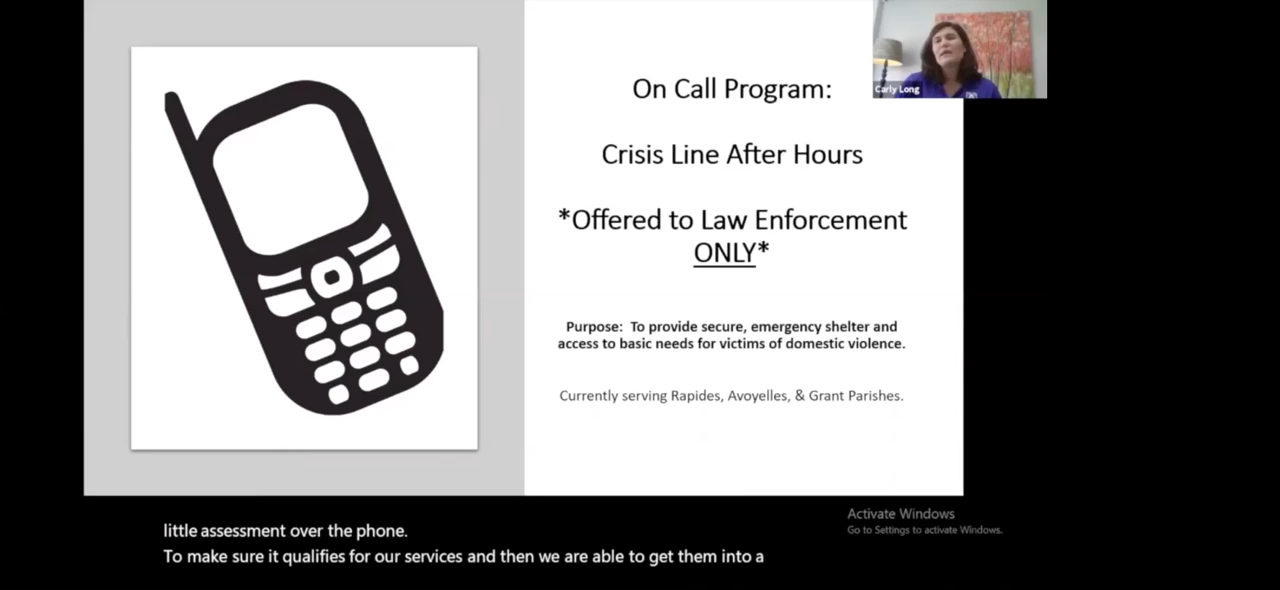 On Call Program:
Crisis Line After Hours
*Offered to Law Enforcement
ONLY*
Purpose: To provide secure, emergency shelter and
access to basic needs for victims of domestic violence.
Currently serving Rapides, Avoyelles, & Grant Parishes.
Carly Long
little assessment over the phone.
To make sure it qualifies for our services and then we are able to get them into a
Activate Windows
Go to Settings to activate Windows.